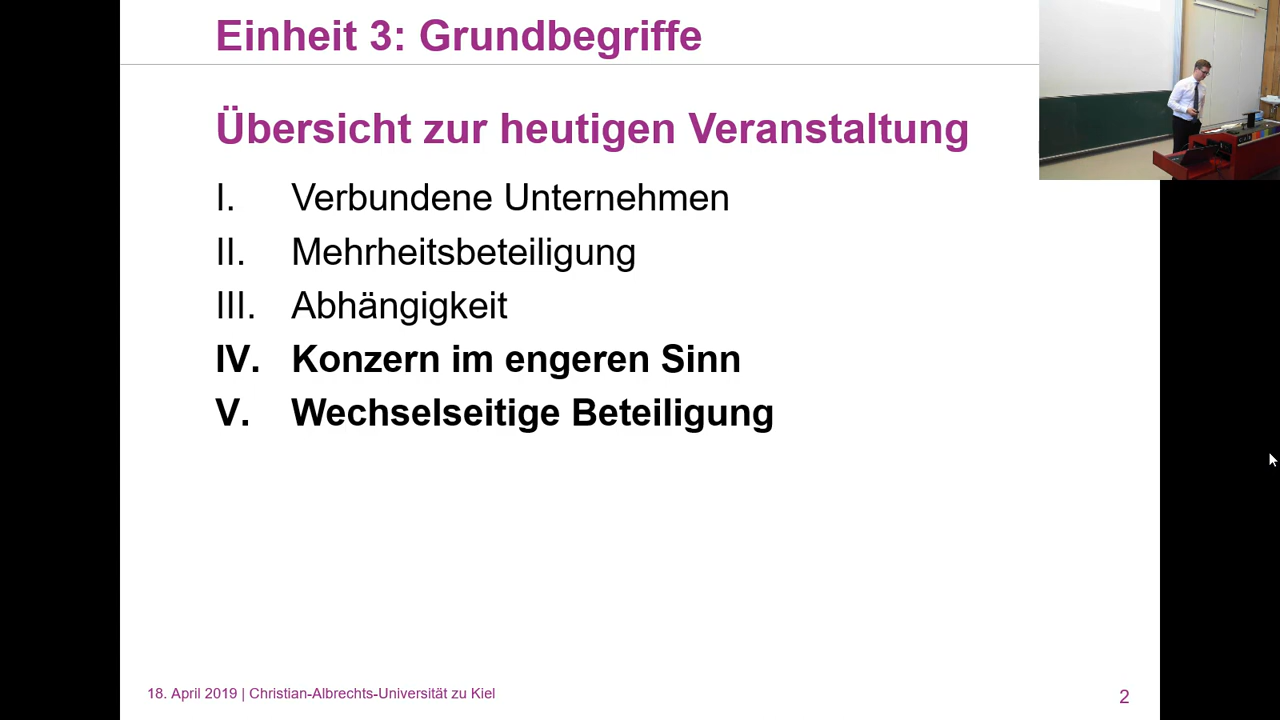 Einheit 3: Grundbegriffe
Übersicht zur heutigen Veranstaltung
I. Verbundene Unternehmen
II. Mehrheitsbeteiligung
III. Abhängigkeit
IV. Konzern im engeren Sinn
V. Wechselseitige Beteiligung
18. April 2019 | Christian-Albrechts-Universität zu Kiel
2